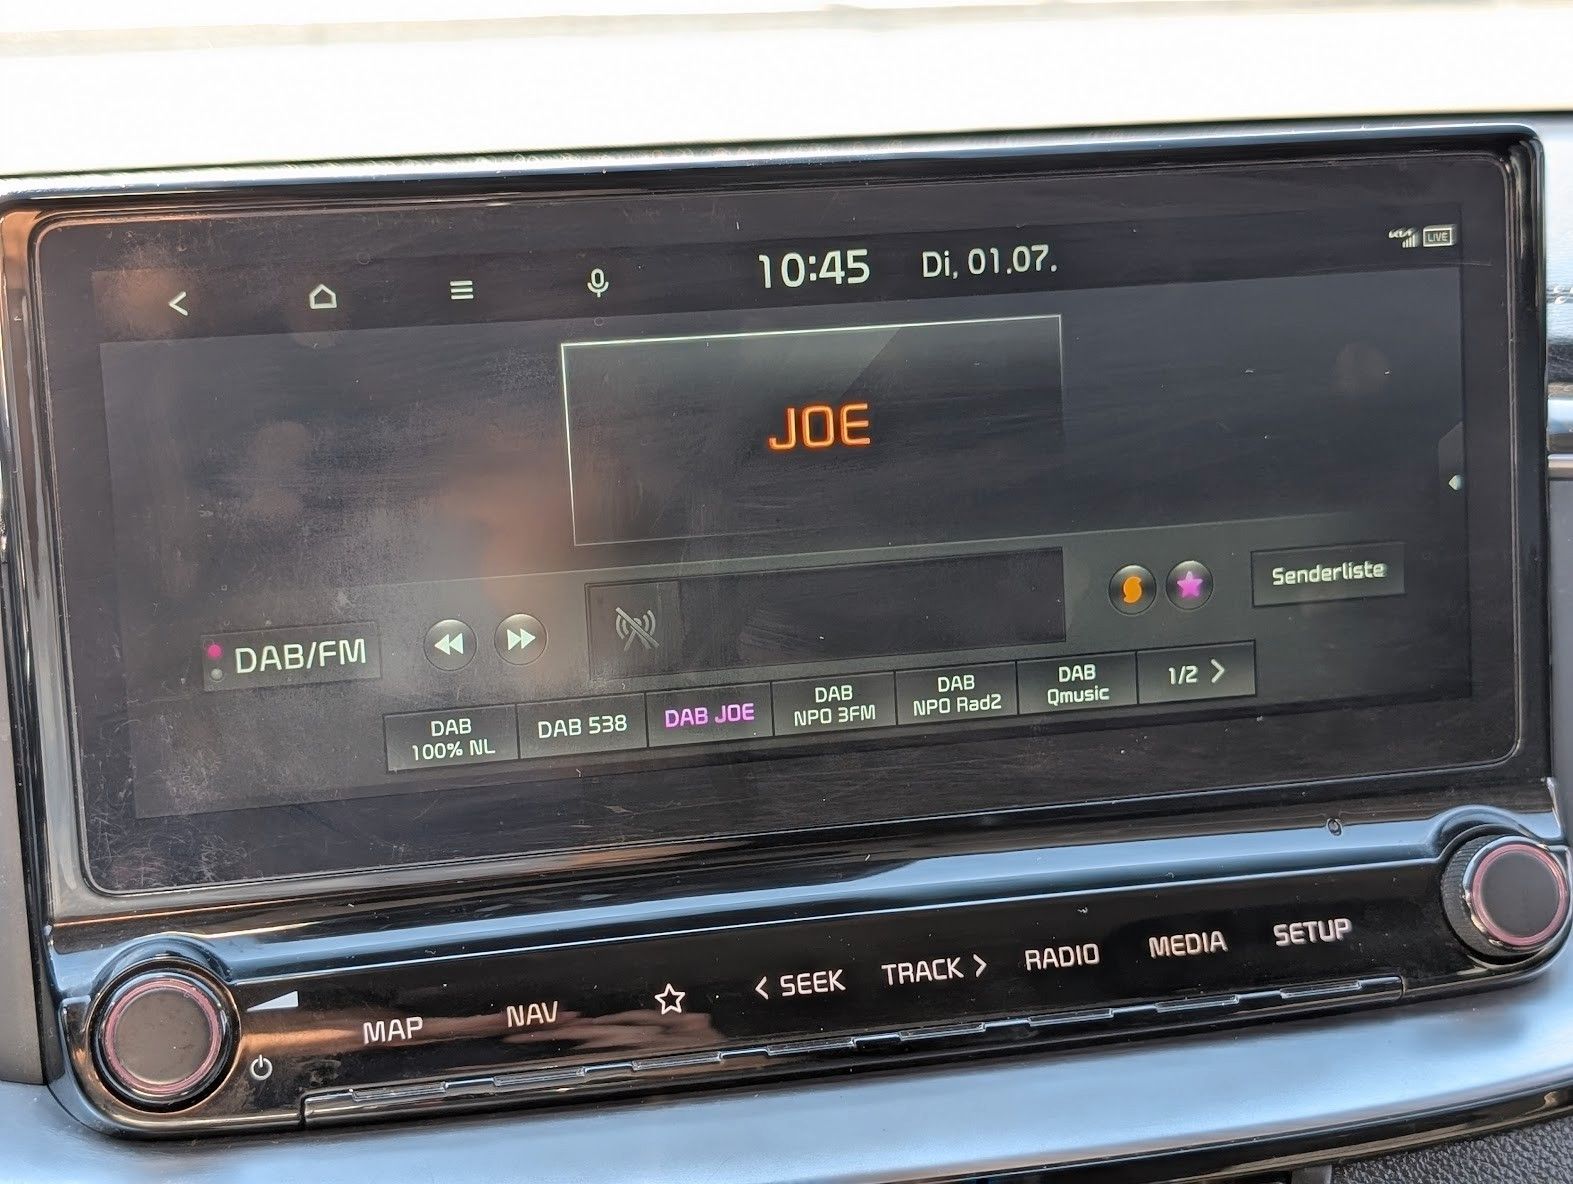 10:45 Di, 01.07.
LIVE
JOE
DAB/FM
Senderliste
DAB
100% NL
DAB 538
DAB JOE
DAB
NPO 3FM
DAB
NPO Rad2
DAB
Qmusic
1/2 >
MAP
NAV
< SEEK
TRACK >
RADIO
MEDIA
SETUP